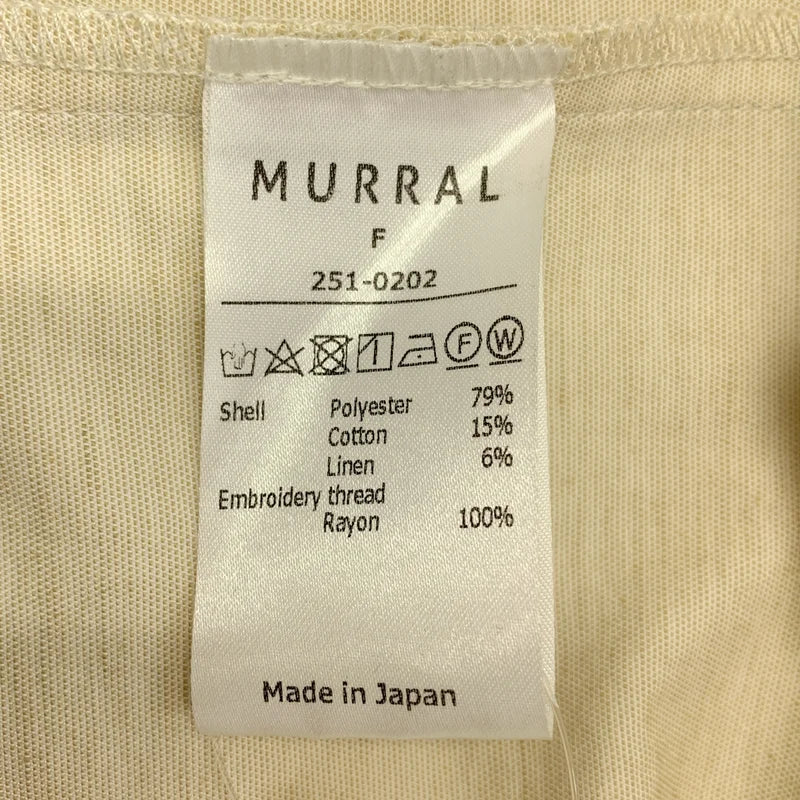 MURRAL
F
251-0202
F W
Shell Polyester 79%
Cotton 15%
Linen 6%
Embroidery thread
Rayon 100%
Made in Japan